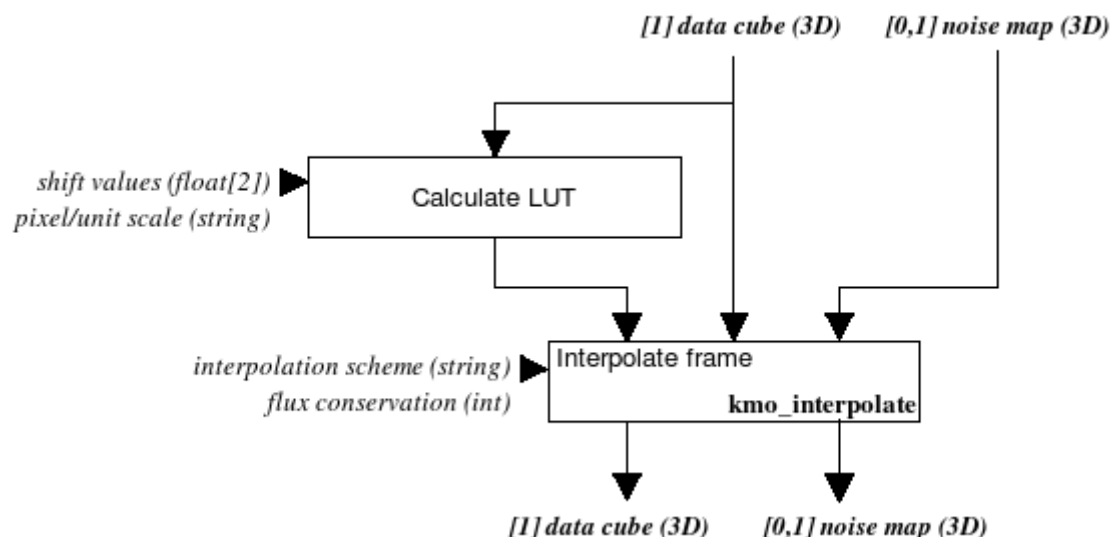 [1] data cube (3D) [0,1] noise map (3D)
shift values (float[2])
Calculate LUT
pixel/unit scale (string)
Interpolate frame
interpolation scheme (string)
flux conservation (int)
kmo_interpolate
[1] data cube (3D) [0,1] noise map (3D)